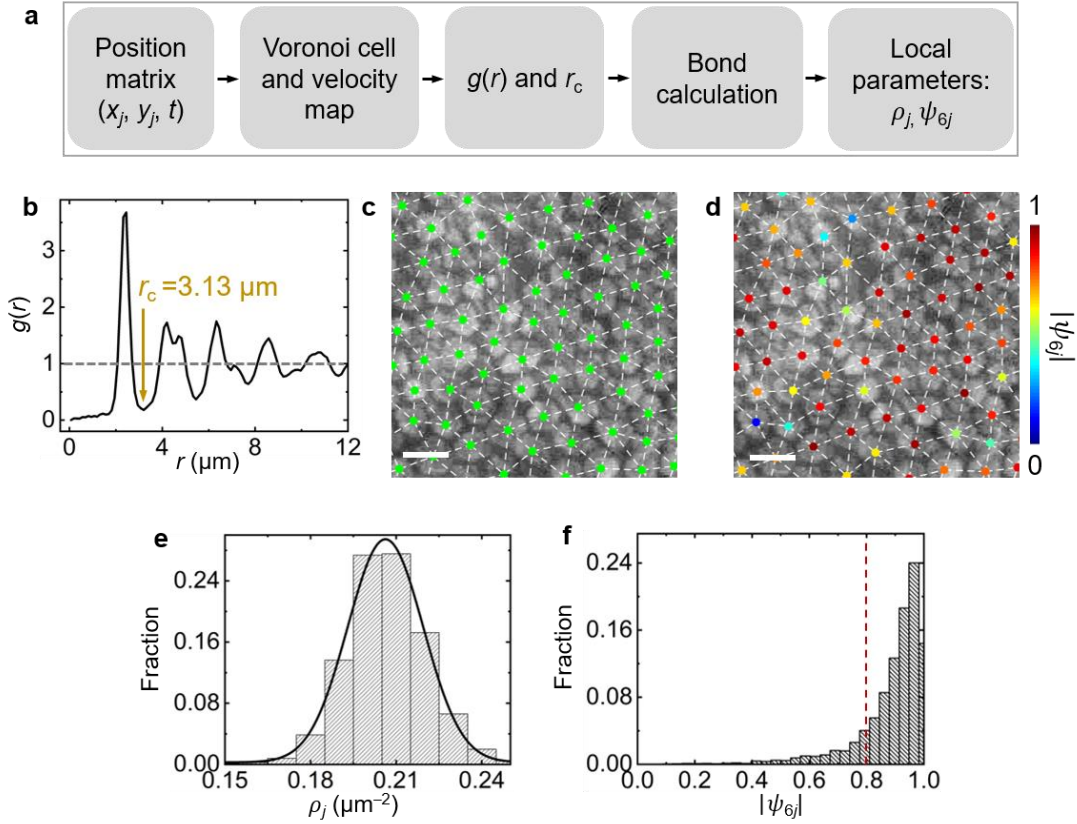 a
Position
matrix
(xj, yj, t)
Voronoi cell
and velocity
map
g(r) and rc
Bond
calculation
Local
parameters:
ρj, ψ6j
b
g(r)
3
2
1
0
rc =3.13 μm
0
4
8
12
r (μm)
c
d
1
0
|ψ6j|
e
Fraction
0.24
0.16
0.08
0.00
0.15
0.18
0.21
0.24
ρj (μm⁻²)
f
Fraction
0.24
0.16
0.08
0.00
0.0
0.2
0.4
0.6
0.8
1.0
|ψ6j|